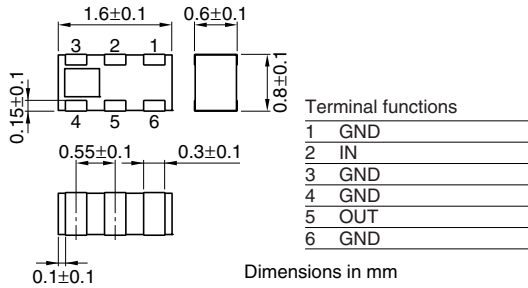 1.6±0.1
0.6±0.1
3 2 1
0.15±0.1
0.8±0.1
4 5 6
0.55±0.1
0.3±0.1
0.1±0.1
Terminal functions
1 GND
2 IN
3 GND
4 GND
5 OUT
6 GND
Dimensions in mm